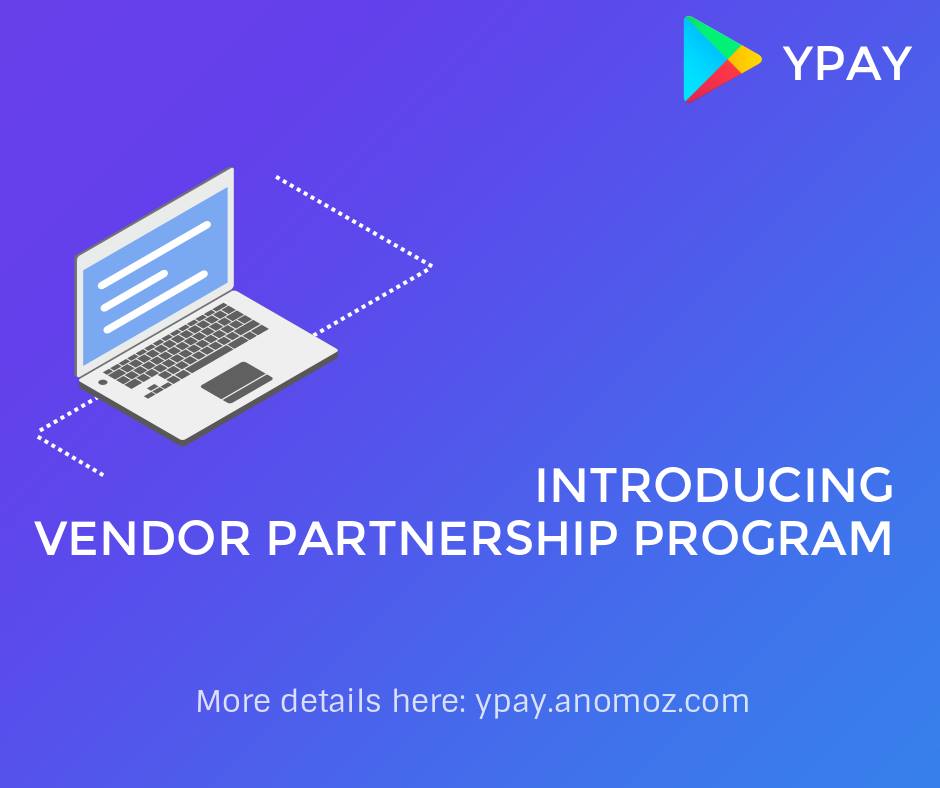 YPAY
INTRODUCING
VENDOR PARTNERSHIP PROGRAM
More details here: ypay.anomoz.com